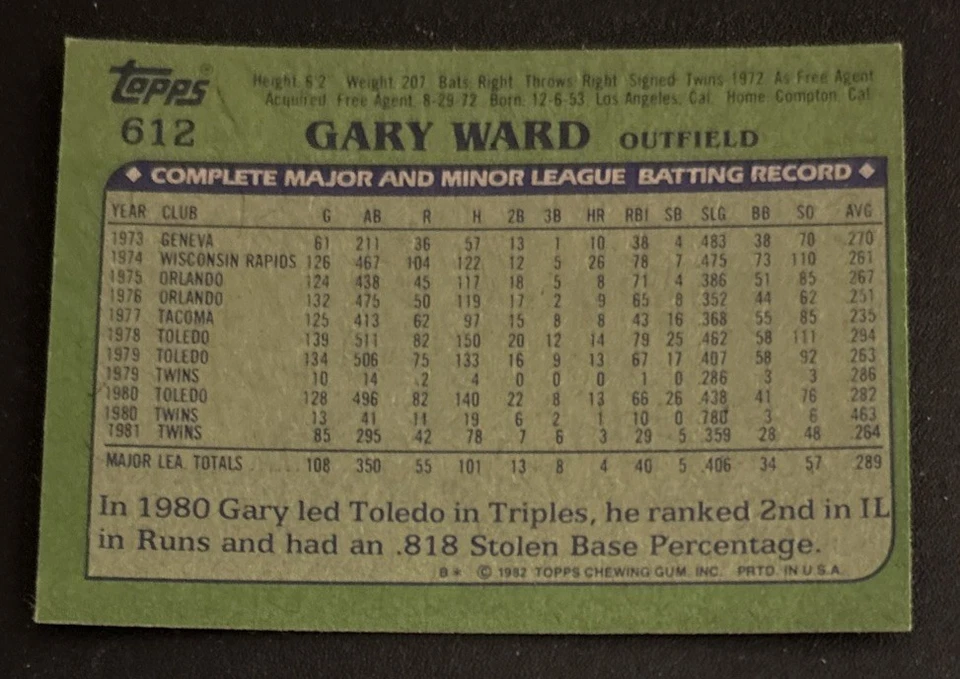 Topps®
Height 6'2 Weight 207 Bats Right Throws Right Signed Twins 1972 As Free Agent
Acquired Free Agent 8-29-72 Born 12-6-53 Los Angeles, Cal. Home Compton Cal
612 GARY WARD OUTFIELD
COMPLETE MAJOR AND MINOR LEAGUE BATTING RECORD
YEAR CLUB G AB R H 2B 3B HR RBI SB SLG BB SO AVG
1973 GENEVA 61 211 36 57 13 1 10 38 4 .483 38 70 .270
1974 WISCONSIN RAPIDS 126 467 104 122 12 5 26 78 7 .475 73 110 .261
1975 ORLANDO 124 438 45 117 18 5 8 71 4 .386 51 85 .267
1976 ORLANDO 132 475 50 119 17 2 9 65 8 .352 44 62 .251
1977 TACOMA 125 413 62 97 15 8 8 43 16 .368 55 85 .235
1978 TOLEDO 139 511 82 150 20 12 14 79 25 .462 58 111 .294
1979 TOLEDO 134 506 75 133 16 9 13 67 17 .407 58 92 .263
1979 TWINS 10 14 2 4 0 0 0 1 0 .286 3 3 .286
1980 TOLEDO 128 496 82 140 22 8 13 66 26 .438 41 76 .282
1980 TWINS 13 41 11 19 6 2 1 10 0 .780 3 6 .463
1981 TWINS 85 295 42 78 7 6 3 29 5 .359 28 48 .264
MAJOR LEA. TOTALS 108 350 55 101 13 8 4 40 5 .406 34 57 .289
In 1980 Gary led Toledo in Triples, he ranked 2nd in IL
in Runs and had an .818 Stolen Base Percentage.
B* © 1982 TOPPS CHEWING GUM, INC. PRTD. IN U.S.A.